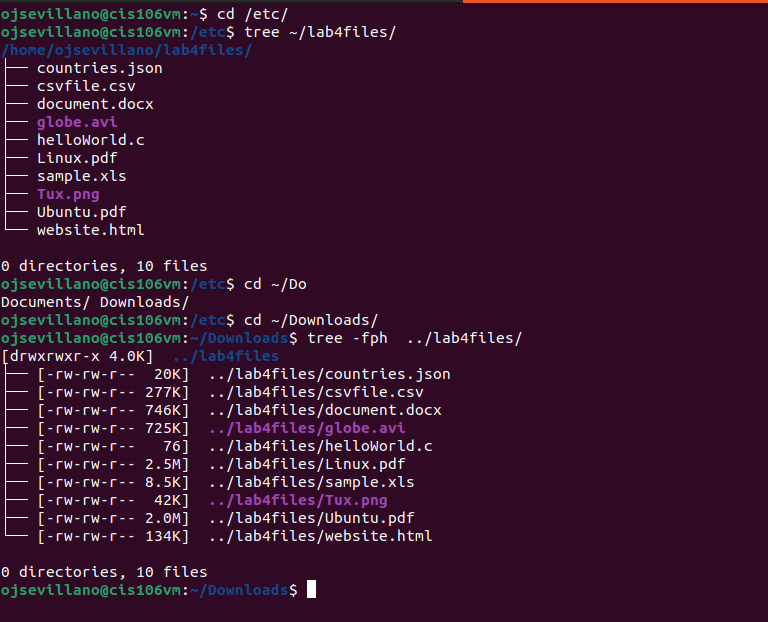 ojsevillano@cis106vm:~$ cd /etc/
ojsevillano@cis106vm:/etc$ tree ~/lab4files/
/home/ojsevillano/lab4files/
├── countries.json
├── csvfile.csv
├── document.docx
├── globe.avi
├── helloWorld.c
├── Linux.pdf
├── sample.xls
├── Tux.png
├── Ubuntu.pdf
└── website.html

0 directories, 10 files
ojsevillano@cis106vm:/etc$ cd ~/Do
Documents/ Downloads/
ojsevillano@cis106vm:/etc$ cd ~/Downloads/
ojsevillano@cis106vm:~/Downloads$ tree -fph  ../lab4files/
[drwxrwxr-x 4.0K]  ../lab4files
├── [-rw-rw-r--  20K]  ../lab4files/countries.json
├── [-rw-rw-r-- 277K]  ../lab4files/csvfile.csv
├── [-rw-rw-r-- 746K]  ../lab4files/document.docx
├── [-rw-rw-r-- 725K]  ../lab4files/globe.avi
├── [-rw-rw-r--   76]  ../lab4files/helloWorld.c
├── [-rw-rw-r-- 2.5M]  ../lab4files/Linux.pdf
├── [-rw-rw-r-- 8.5K]  ../lab4files/sample.xls
├── [-rw-rw-r--  42K]  ../lab4files/Tux.png
├── [-rw-rw-r-- 2.0M]  ../lab4files/Ubuntu.pdf
└── [-rw-rw-r-- 134K]  ../lab4files/website.html

0 directories, 10 files
ojsevillano@cis106vm:~/Downloads$